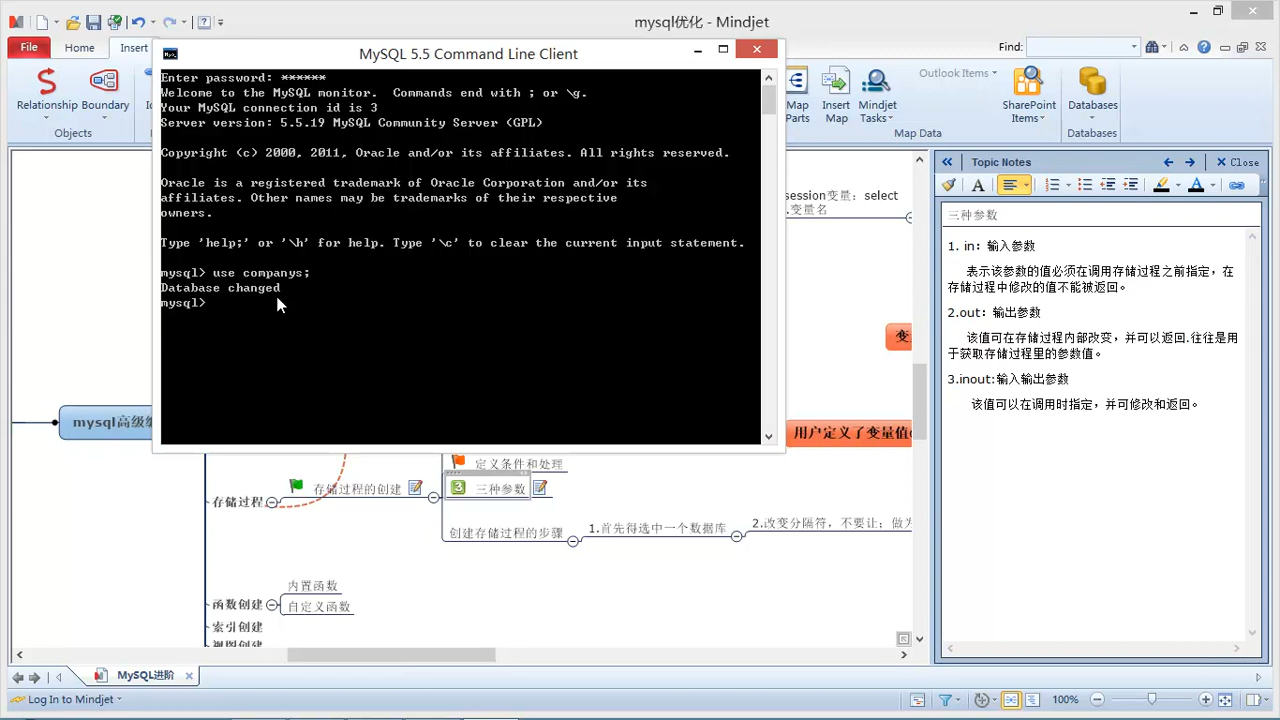 mysql优化 - Mindjet
File
Home
Insert
Find:
Relationship
Boundary
Objects
Map
Parts
Insert
Map
Mindjet
Tasks
Outlook Items
SharePoint
Items
Map Data
Databases
Databases
MySQL 5.5 Command Line Client
Enter password: ******
Welcome to the MySQL monitor.  Commands end with ; or \g.
Your MySQL connection id is 3
Server version: 5.5.19 MySQL Community Server (GPL)
Copyright (c) 2000, 2011, Oracle and/or its affiliates. All rights reserved.
Oracle is a registered trademark of Oracle Corporation and/or its
affiliates. Other names may be trademarks of their respective
owners.
Type 'help;' or '\h' for help. Type '\c' to clear the current input statement.
mysql> use companys;
Database changed
mysql>
session变量：select
.变量名
变
用户定义了变量值
mysql高级
定义条件和处理
存储过程
存储过程的创建
三种参数
创建存储过程的步骤
1.首先得选中一个数据库
2.改变分隔符，不要让；做为
内置函数
函数创建
自定义函数
索引创建
视图创建
Topic Notes
Close
三种参数
1. in：输入参数
表示该参数的值必须在调用存储过程之前指定，在
存储过程中修改的值不能被返回。
2.out：输出参数
该值可在存储过程内部改变，并可以返回.往往是用
于获取存储过程里的参数值。
3.inout:输入输出参数
该值可以在调用时指定，并可修改和返回。
MySQL进阶
Log In to Mindjet
100%